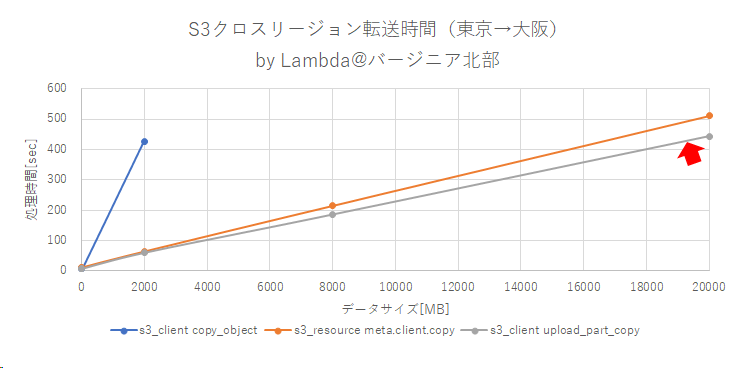 S3クロスリージョン転送時間（東京→大阪）
by Lambda@バージニア北部
600
500
400
300
200
100
0
処理時間[sec]
0 2000 4000 6000 8000 10000 12000 14000 16000 18000 20000
データサイズ[MB]
s3_client copy_object s3_resource meta.client.copy s3_client upload_part_copy